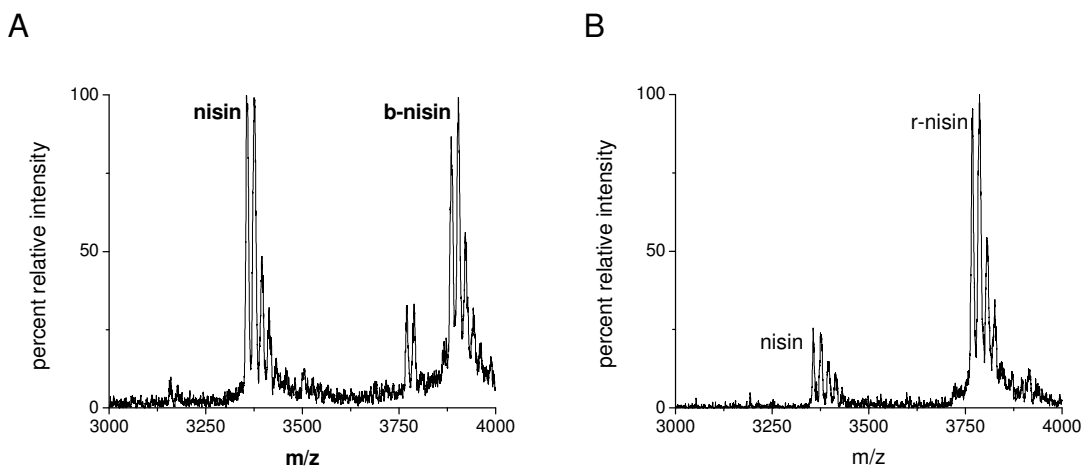 A
B
percent relative intensity
100
50
0
nisin
b-nisin
3000
3250
3500
3750
4000
m/z
percent relative intensity
100
50
0
nisin
r-nisin
3000
3250
3500
3750
4000
m/z